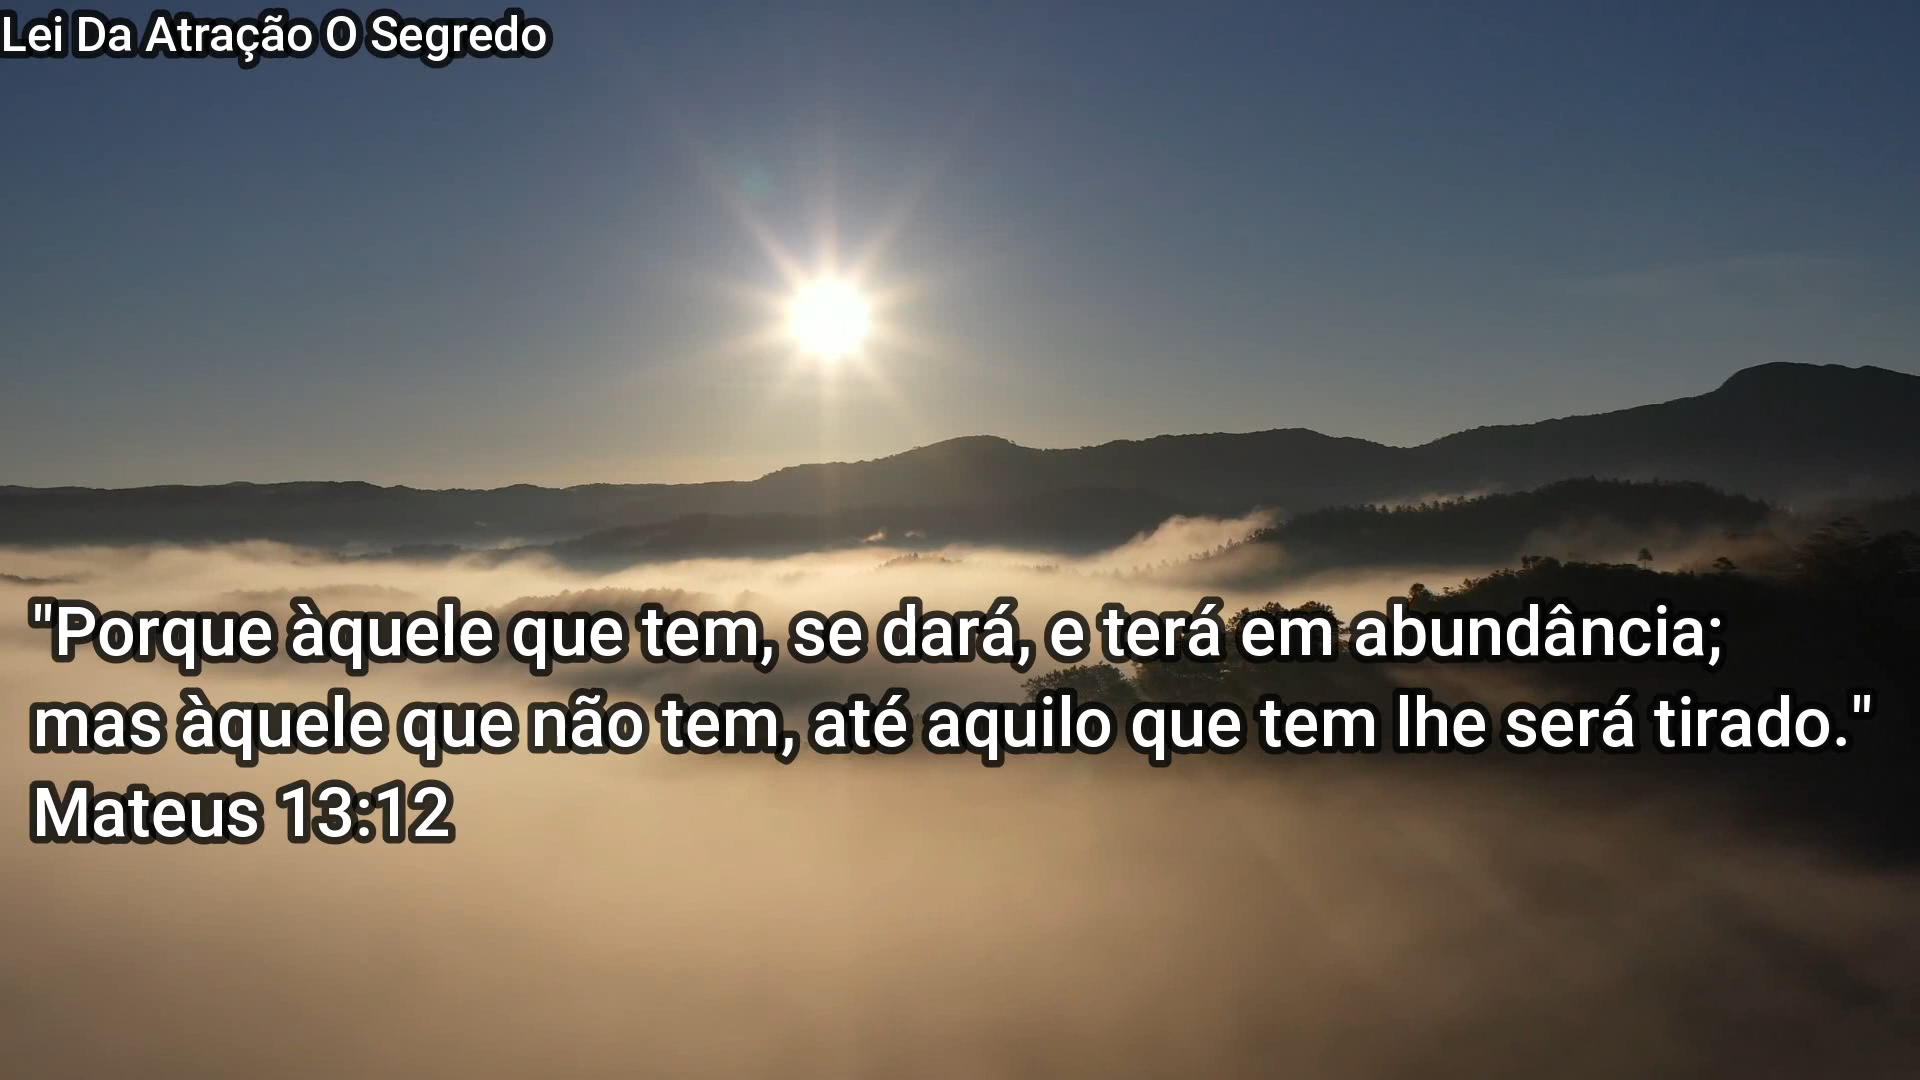 Lei Da Atração O Segredo
"Porque àquele que tem, se dará, e terá em abundância;
mas àquele que não tem, até aquilo que tem lhe será tirado."
Mateus 13:12